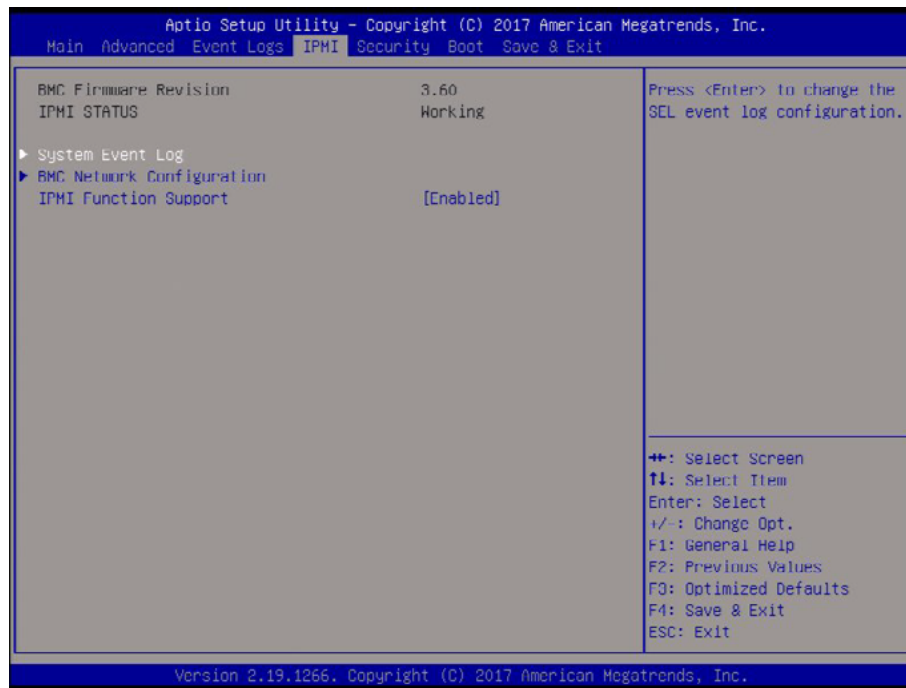 Aptio Setup Utility – Copyright (C) 2017 American Megatrends, Inc.
Main Advanced Event Logs IPMI Security Boot Save & Exit
BMC Firmware Revision 3.60
IPMI STATUS Working
▶ System Event Log
▶ BMC Network Configuration
IPMI Function Support [Enabled]
Press <Enter> to change the
SEL event log configuration.
→←: Select Screen
↑↓: Select Item
Enter: Select
+/-: Change Opt.
F1: General Help
F2: Previous Values
F3: Optimized Defaults
F4: Save & Exit
ESC: Exit
Version 2.19.1266. Copyright (C) 2017 American Megatrends, Inc.